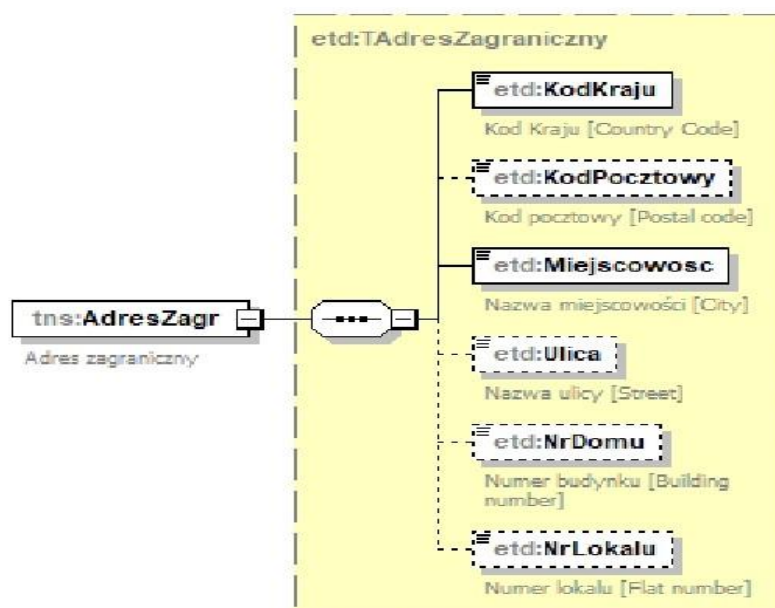 etd:TAdresZagraniczny
etd:KodKraju
Kod Kraju [Country Code]
etd:KodPocztowy
Kod pocztowy [Postal code]
etd:Miejscowosc
Nazwa miejscowości [City]
tns:AdresZagr
Adres zagraniczny
etd:Ulica
Nazwa ulicy [Street]
etd:NrDomu
Numer budynku [Building
number]
etd:NrLokalu
Numer lokalu [Flat number]